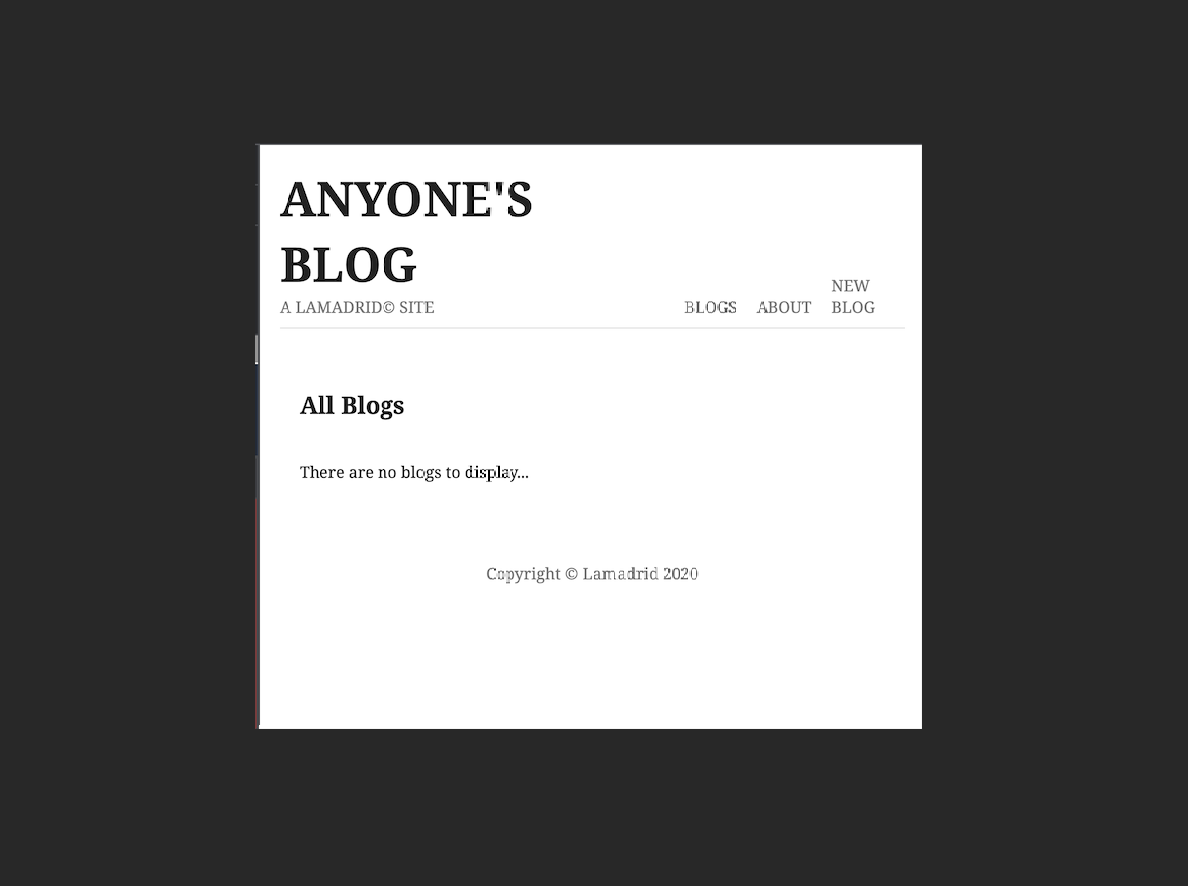 ANYONE'S
BLOG
A LAMADRID© SITE
BLOGS ABOUT NEW BLOG
All Blogs
There are no blogs to display...
Copyright © Lamadrid 2020